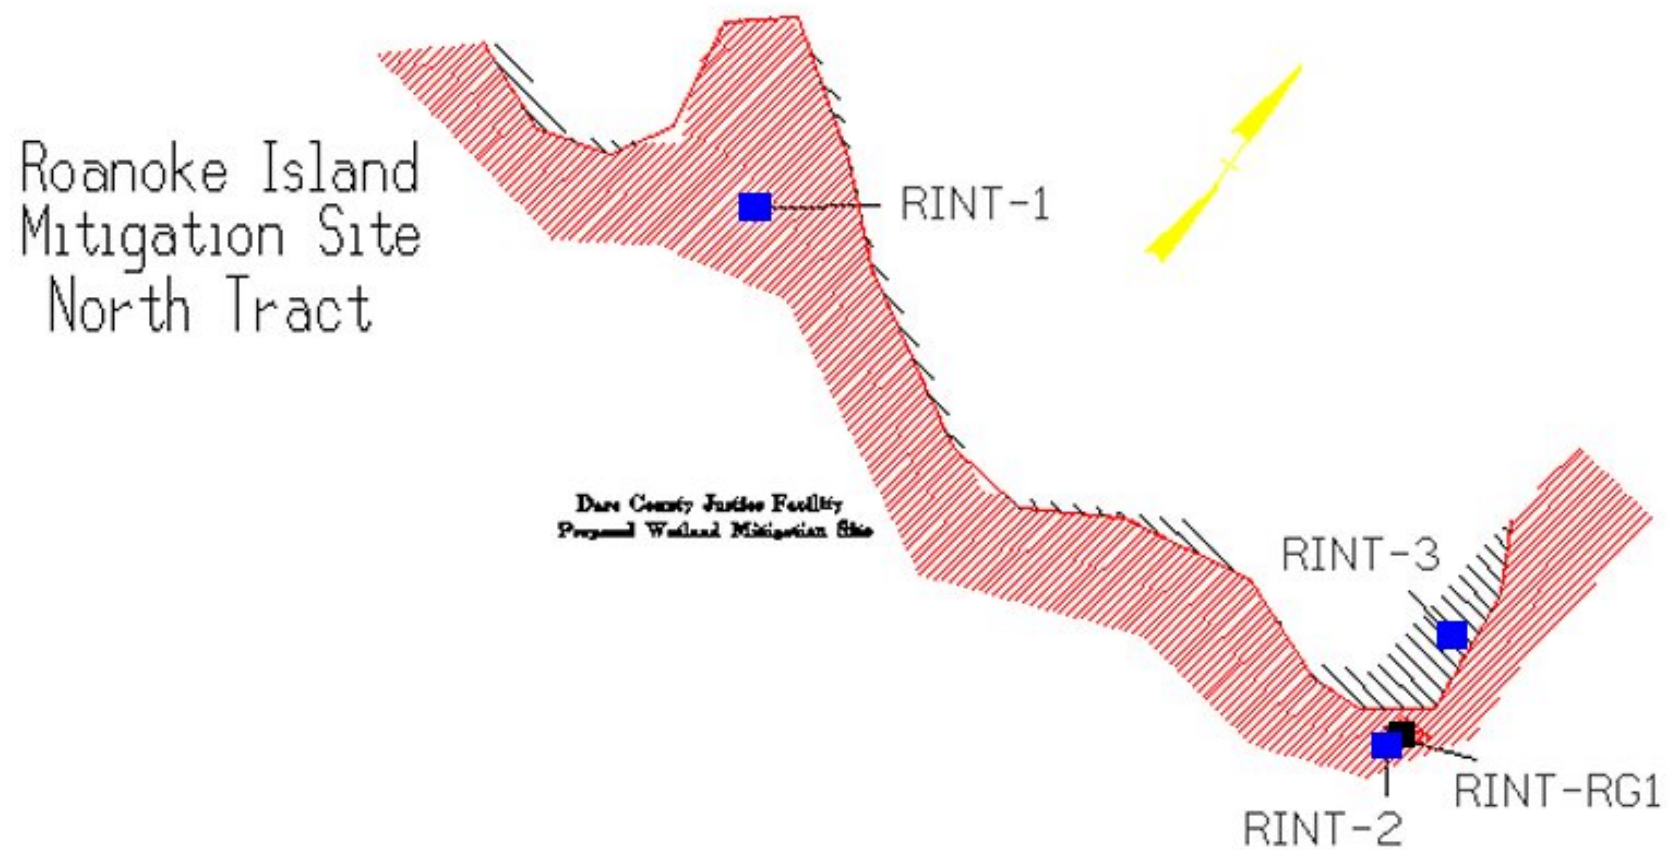 Roanoke Island
Mitigation Site
North Tract
RINT-1
Dare County Justice Facility
Proposed Wetland Mitigation Site
RINT-3
RINT-RG1
RINT-2